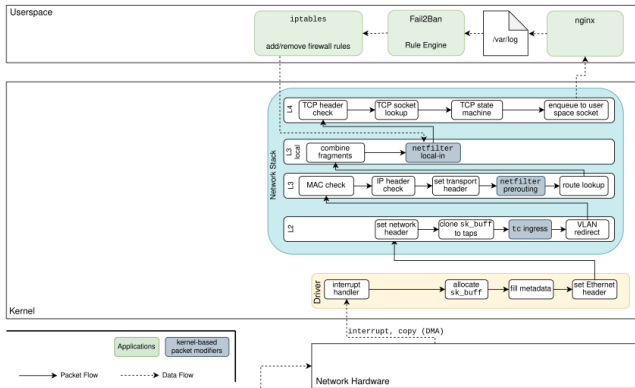 Userspace
iptables
add/remove firewall rules
Fail2Ban
Rule Engine
/var/log
nginx
Kernel
Network Stack
L4
TCP header
check
TCP socket
lookup
TCP state
machine
enqueue to user
space socket
L3
local
combine
fragments
netfilter
local-in
L3
MAC check
IP header
check
set transport
header
netfilter
prerouting
route lookup
L2
set network
header
clone sk_buff
to taps
tc ingress
VLAN
redirect
Driver
interrupt
handler
allocate
sk_buff
fill metadata
set Ethernet
header
interrupt, copy (DMA)
Network Hardware
Applications
kernel-based
packet modifiers
Packet Flow
Data Flow